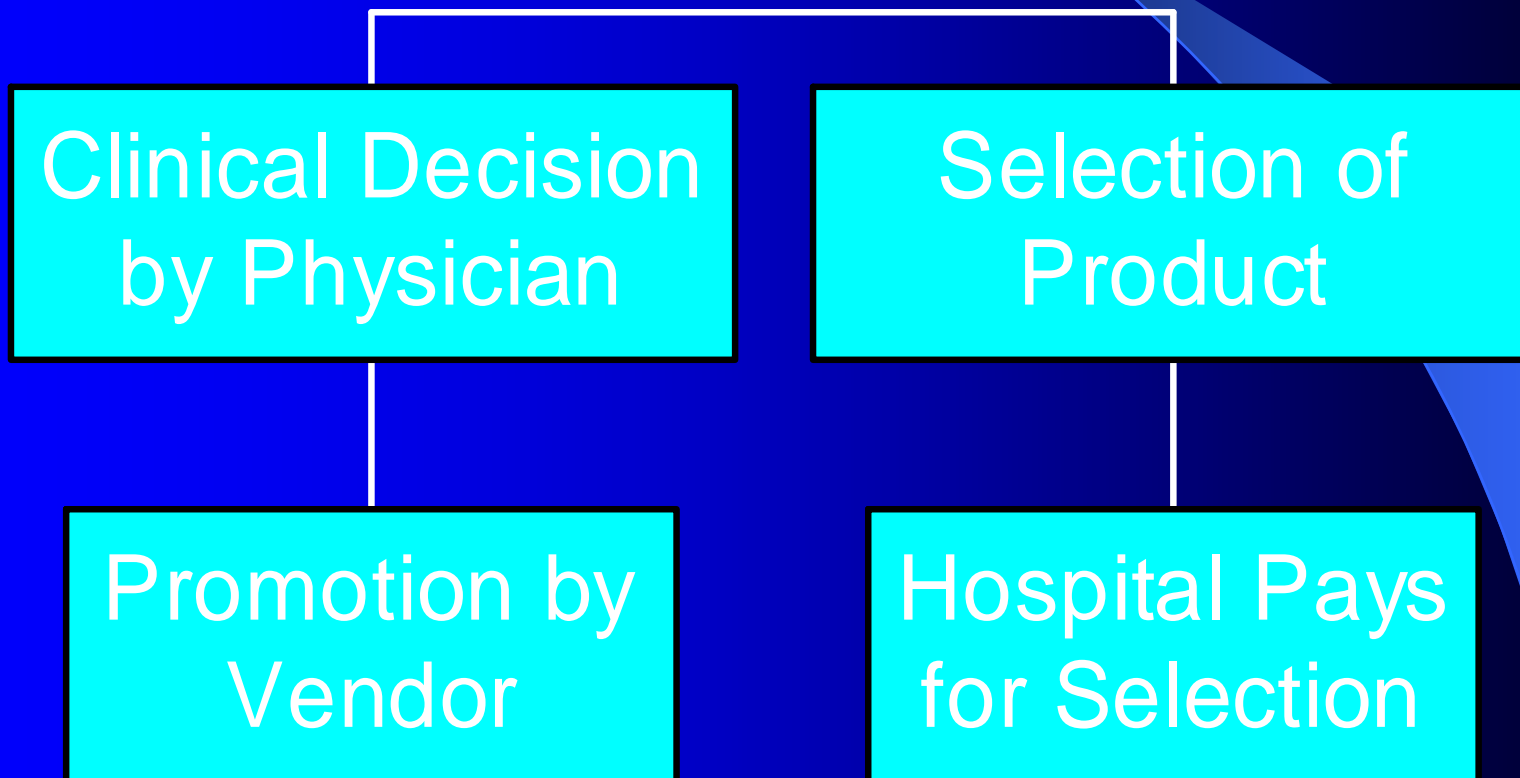 Clinical Decision
by Physician
Selection of
Product
Promotion by
Vendor
Hospital Pays
for Selection